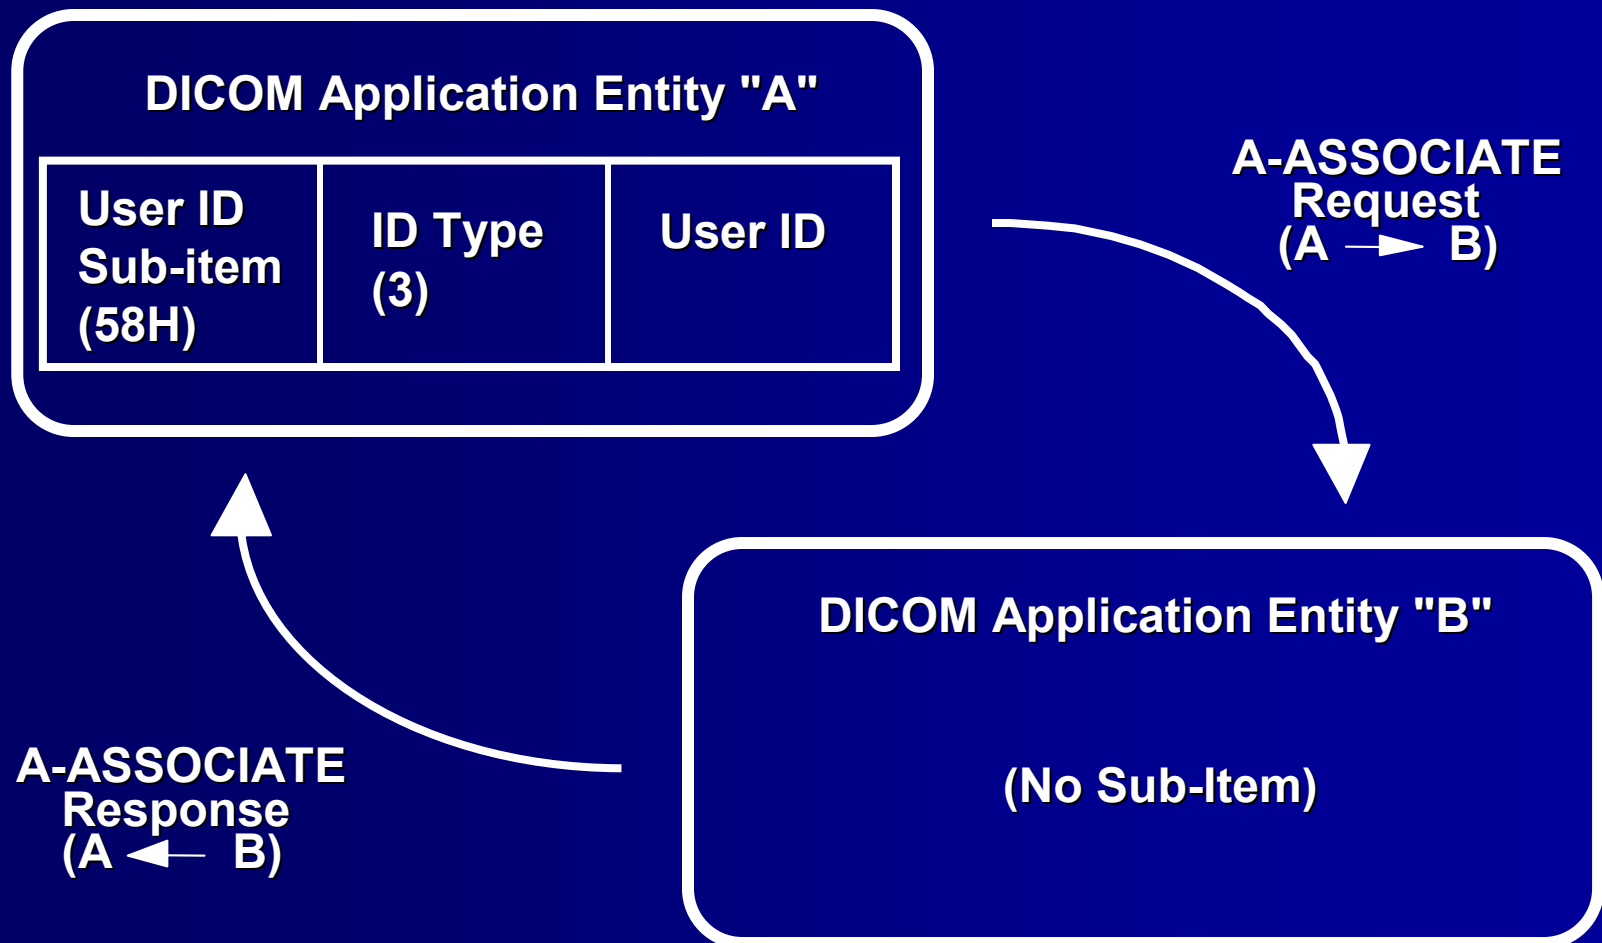 DICOM Application Entity "A"
User ID
Sub-item
(58H)
ID Type
(3)
User ID
A-ASSOCIATE
Request
(A B)
DICOM Application Entity "B"
(No Sub-Item)
A-ASSOCIATE
Response
(A B)